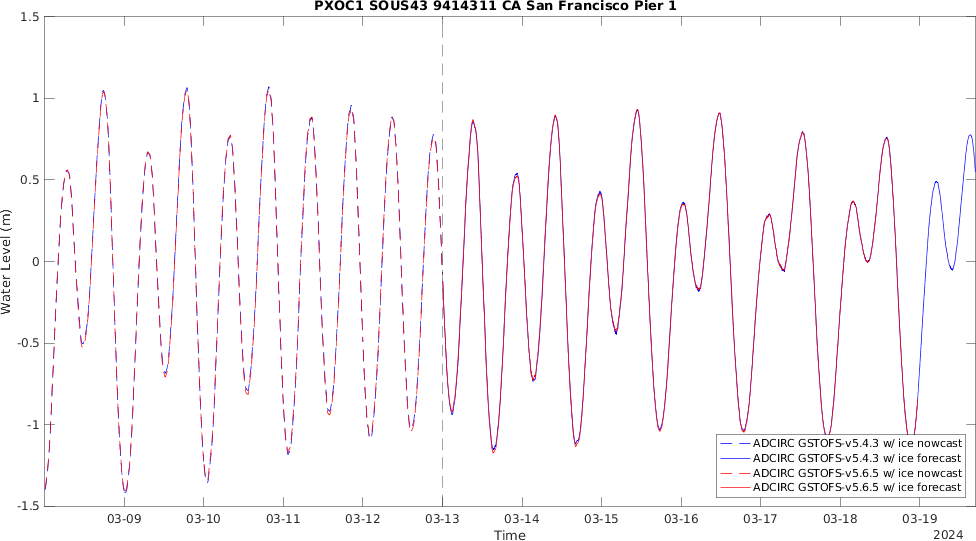 PXOC1 SOUS43 9414311 CA San Francisco Pier 1
1.5
1
0.5
0
-0.5
-1
-1.5
Water Level (m)
03-09 03-10 03-11 03-12 03-13 03-14 03-15 03-16 03-17 03-18 03-19
Time
2024
ADCIRC GSTOFS-v5.4.3 w/ ice nowcast
ADCIRC GSTOFS-v5.4.3 w/ ice forecast
ADCIRC GSTOFS-v5.6.5 w/ ice nowcast
ADCIRC GSTOFS-v5.6.5 w/ ice forecast